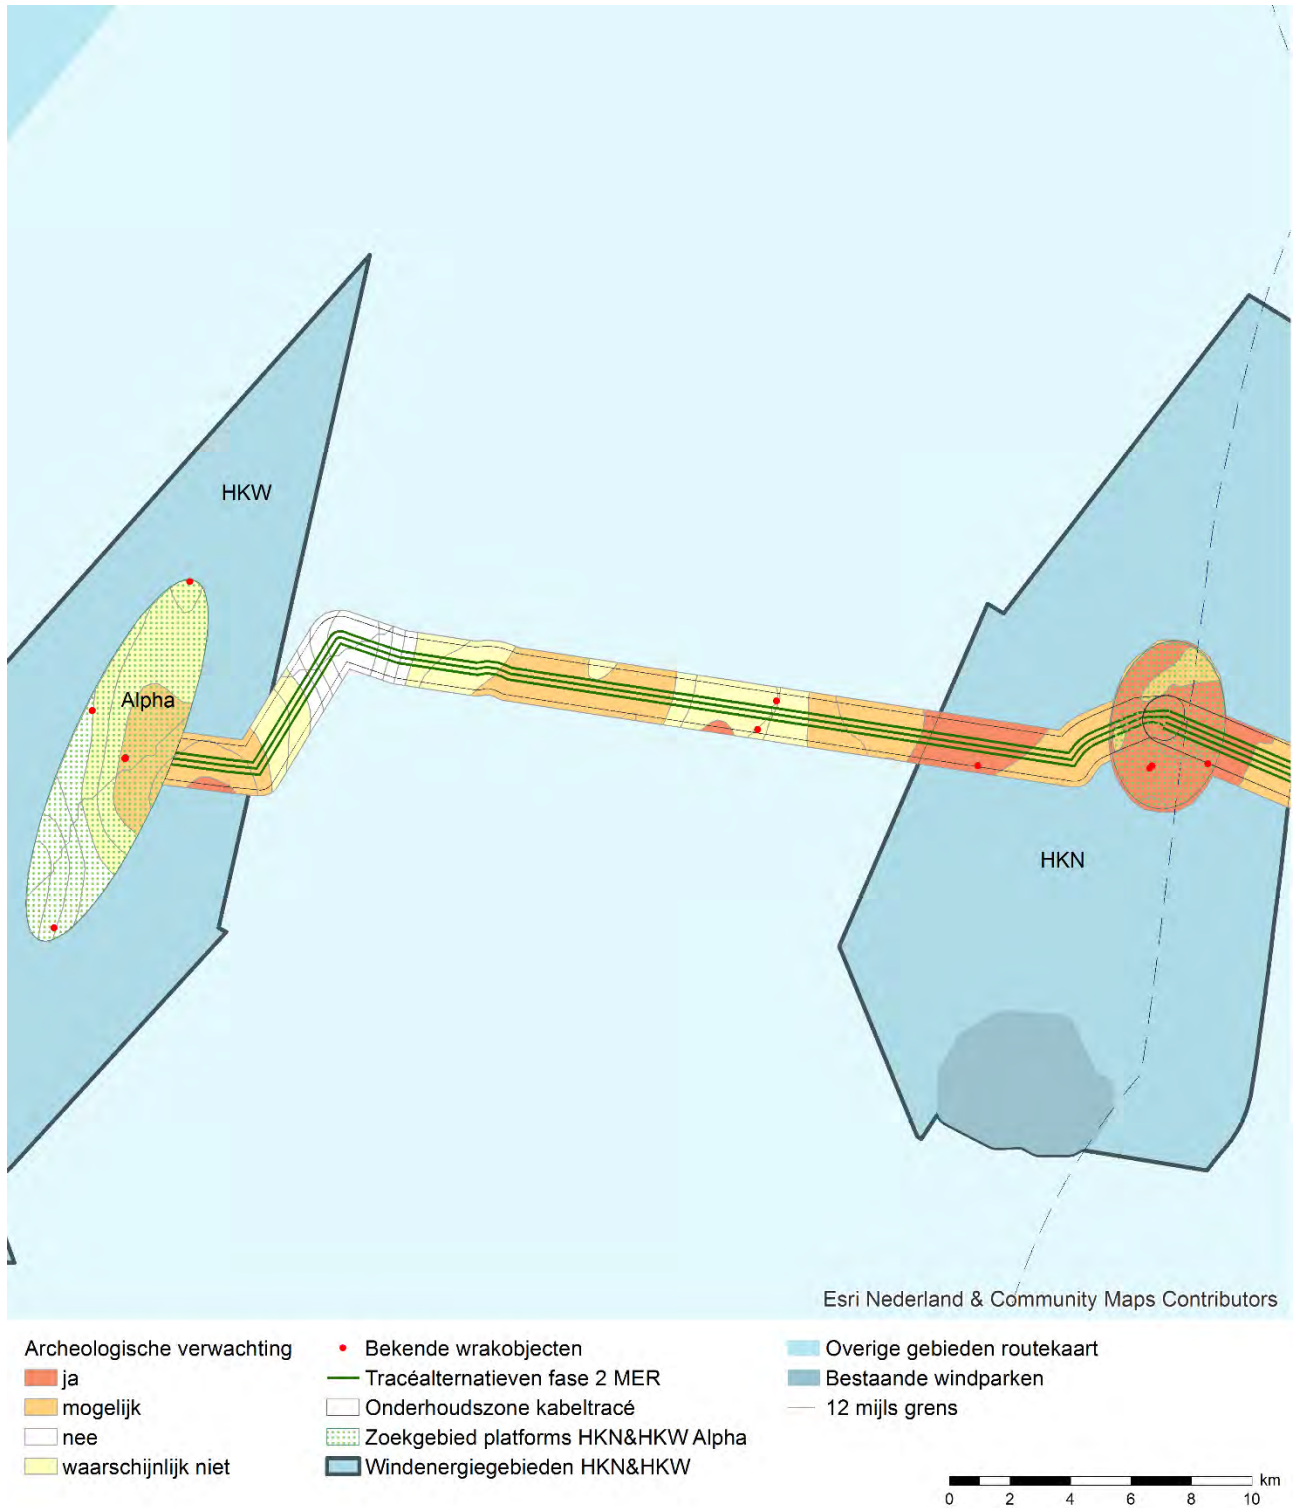 HKW
Alpha
HKN
Esri Nederland & Community Maps Contributors
Archeologische verwachting
ja
mogelijk
nee
waarschijnlijk niet
Bekende wrakobjecten
Tracéalternatieven fase 2 MER
Onderhoudszone kabeltracé
Zoekgebied platforms HKN&HKW Alpha
Windenergiegebieden HKN&HKW
Overige gebieden routekaart
Bestaande windparken
12 mijls grens
km
0 2 4 6 8 10